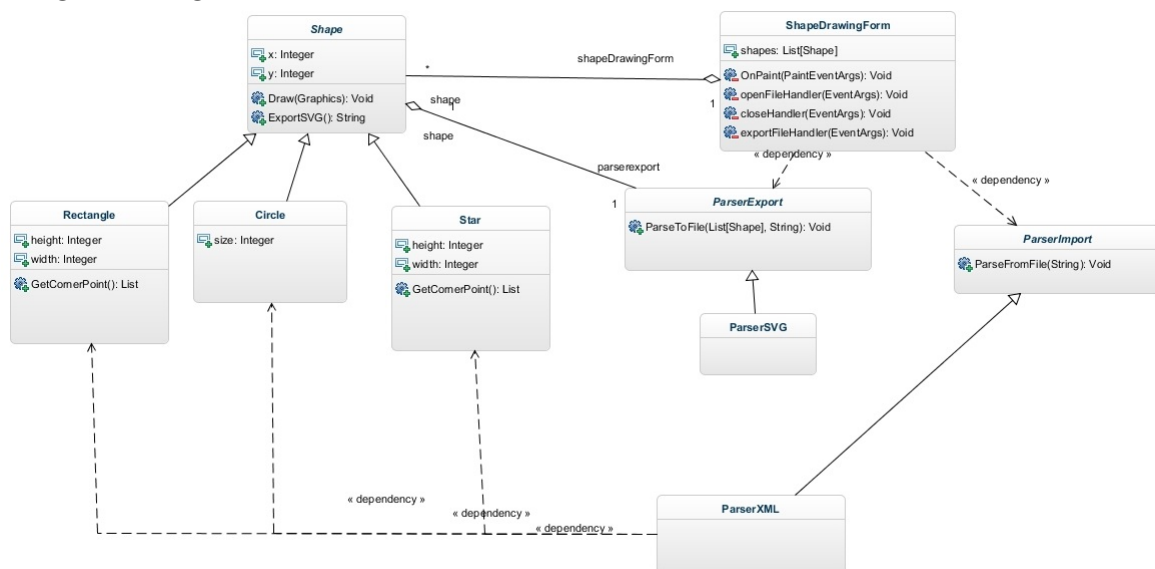 Shape
x: Integer
y: Integer
Draw(Graphics): Void
ExportSVG(): String
ShapeDrawingForm
shapes: List[Shape]
OnPaint(PaintEventArgs): Void
openFileHandler(EventArgs): Void
closeHandler(EventArgs): Void
exportFileHandler(EventArgs): Void
*
shapeDrawingForm
shape
1
1
shape
parserexport
1
« dependency »
« dependency »
Rectangle
height: Integer
width: Integer
GetCornerPoint(): List
Circle
size: Integer
Star
height: Integer
width: Integer
GetCornerPoint(): List
ParserExport
ParseToFile(List[Shape], String): Void
ParserImport
ParseFromFile(String): Void
ParserSVG
« dependency »
« dependency »
« dependency »
ParserXML